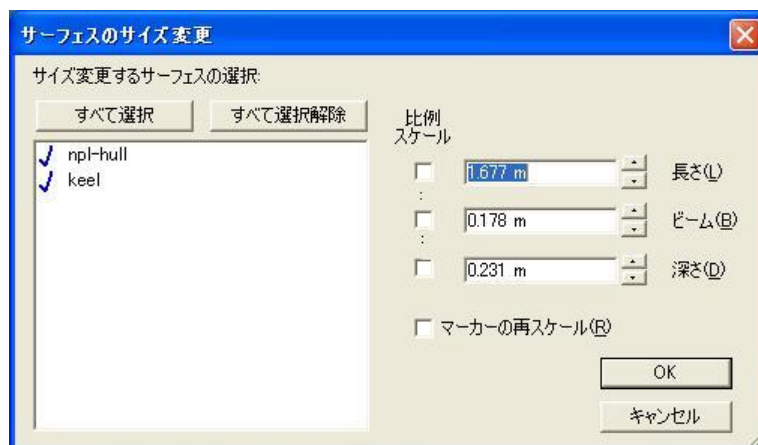 サーフェスのサイズ変更
サイズ変更するサーフェスの選択:
すべて選択 すべて選択解除
npl-hull
keel
比例
スケール
1.677 m 長さ(L)
:
0.178 m ビーム(B)
:
0.231 m 深さ(D)
マーカーの再スケール(R)
OK
キャンセル